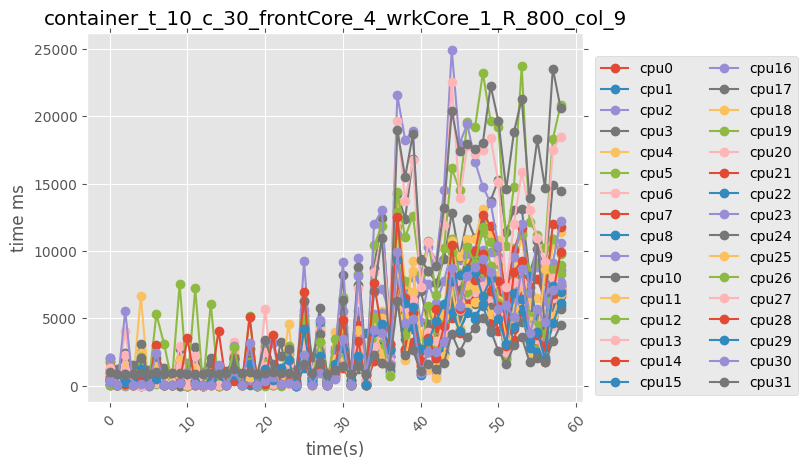 container_t_10_c_30_frontCore_4_wrkCore_1_R_800_col_9
time ms
25000
20000
15000
10000
5000
0
0
10
20
30
40
50
60
time(s)
cpu0
cpu1
cpu2
cpu3
cpu4
cpu5
cpu6
cpu7
cpu8
cpu9
cpu10
cpu11
cpu12
cpu13
cpu14
cpu15
cpu16
cpu17
cpu18
cpu19
cpu20
cpu21
cpu22
cpu23
cpu24
cpu25
cpu26
cpu27
cpu28
cpu29
cpu30
cpu31